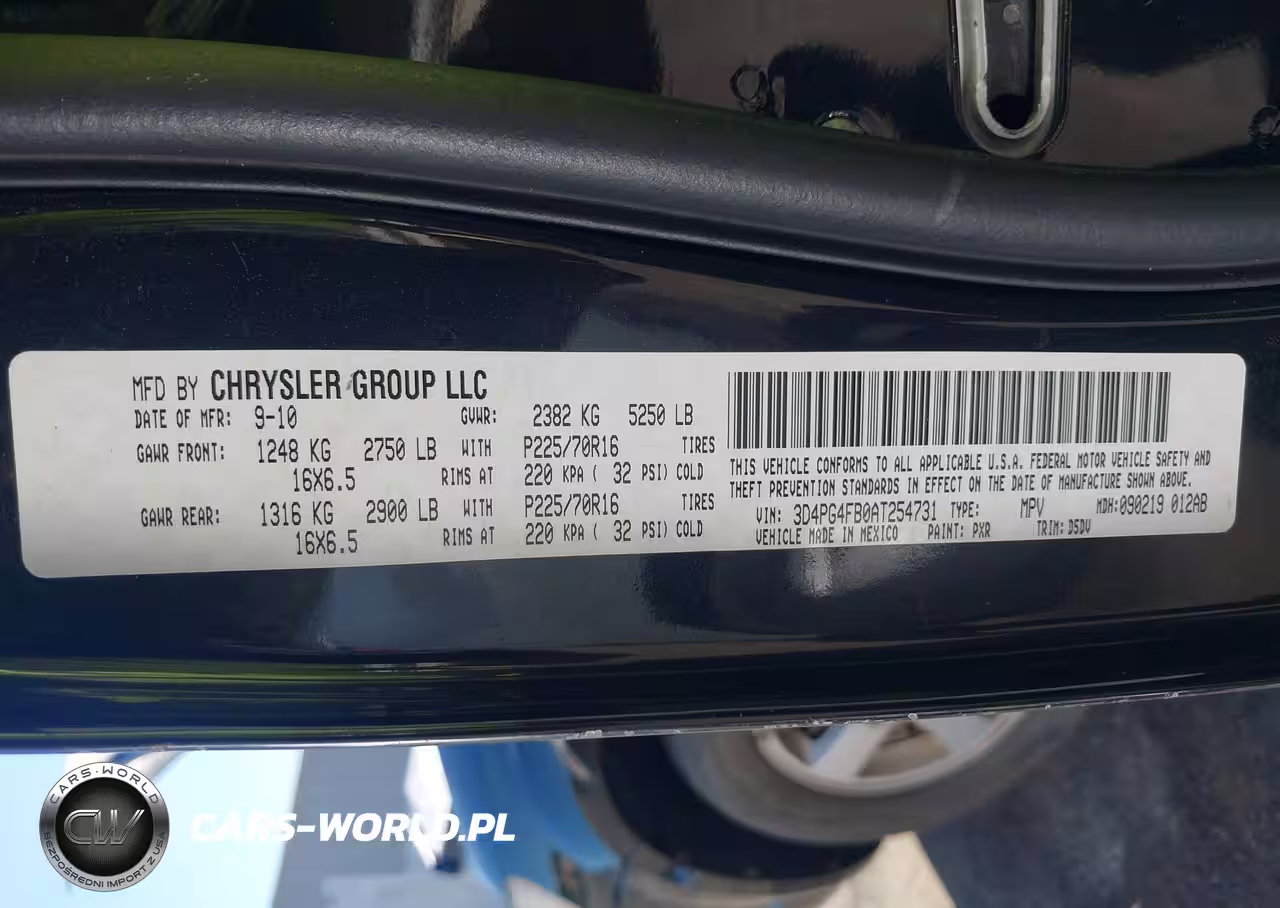 MFD BY CHRYSLER GROUP LLC
DATE OF MFR: 9-10 GVWR: 2382 KG 5250 LB
GAWR FRONT: 1248 KG 2750 LB WITH P225/70R16 TIRES
16X6.5 RIMS AT 220 KPA ( 32 PSI) COLD
GAWR REAR: 1316 KG 2900 LB WITH P225/70R16 TIRES
16X6.5 RIMS AT 220 KPA ( 32 PSI) COLD
THIS VEHICLE CONFORMS TO ALL APPLICABLE U.S.A. FEDERAL MOTOR VEHICLE SAFETY AND
THEFT PREVENTION STANDARDS IN EFFECT ON THE DATE OF MANUFACTURE SHOWN ABOVE.
VIN: 3D4PG4FB0AT254731 TYPE: MPV MDH:090219 012AB
VEHICLE MADE IN MEXICO PAINT: PXR TRIM: D5DV
CARS-WORLD
CW
BEZPOŚREDNI IMPORT Z USA
CARS-WORLD.PL